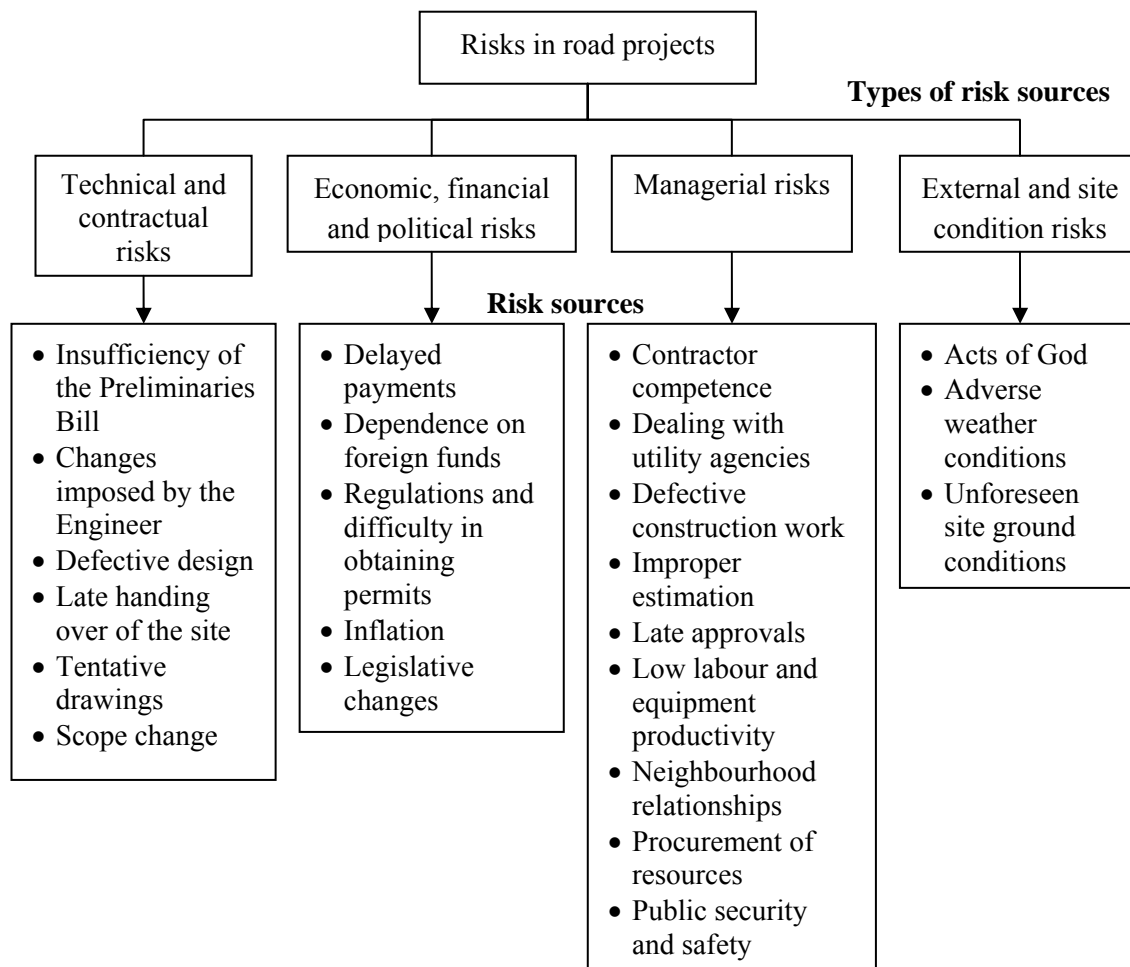 Risks in road projects
Types of risk sources
Technical and
contractual
risks
Economic, financial
and political risks
Managerial risks
External and site
condition risks
Risk sources
• Insufficiency of
the Preliminaries
Bill
• Changes
imposed by the
Engineer
• Defective design
• Late handing
over of the site
• Tentative
drawings
• Scope change
• Delayed
payments
• Dependence on
foreign funds
• Regulations and
difficulty in
obtaining
permits
• Inflation
• Legislative
changes
• Contractor
competence
• Dealing with
utility agencies
• Defective
construction work
• Improper
estimation
• Late approvals
• Low labour and
equipment
productivity
• Neighbourhood
relationships
• Procurement of
resources
• Public security
and safety
• Acts of God
• Adverse
weather
conditions
• Unforeseen
site ground
conditions